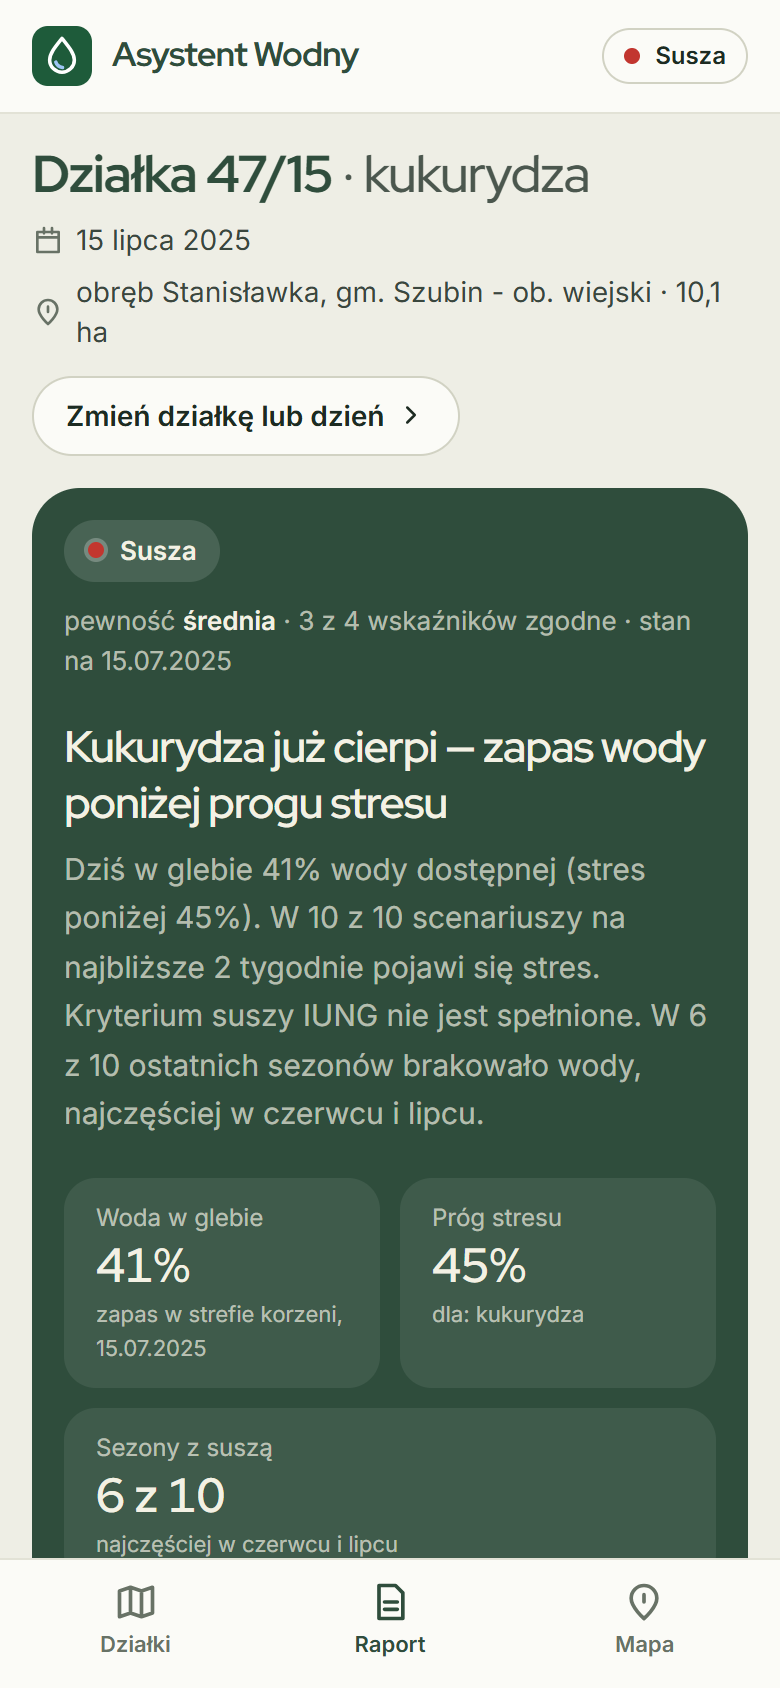 Asystent Wodny
Susza
Działka 47/15 · kukurydza
15 lipca 2025
obręb Stanisławka, gm. Szubin - ob. wiejski · 10,1
ha
Zmień działkę lub dzień
Susza
pewność średnia · 3 z 4 wskaźników zgodne · stan
na 15.07.2025
Kukurydza już cierpi — zapas wody
poniżej progu stresu
Dziś w glebie 41% wody dostępnej (stres
poniżej 45%). W 10 z 10 scenariuszy na
najbliższe 2 tygodnie pojawi się stres.
Kryterium suszy IUNG nie jest spełnione. W 6
z 10 ostatnich sezonów brakowało wody,
najczęściej w czerwcu i lipcu.
Woda w glebie
41%
zapas w strefie korzeni,
15.07.2025
Próg stresu
45%
dla: kukurydza
Sezony z suszą
6 z 10
najczęściej w czerwcu i lipcu
Działki
Raport
Mapa